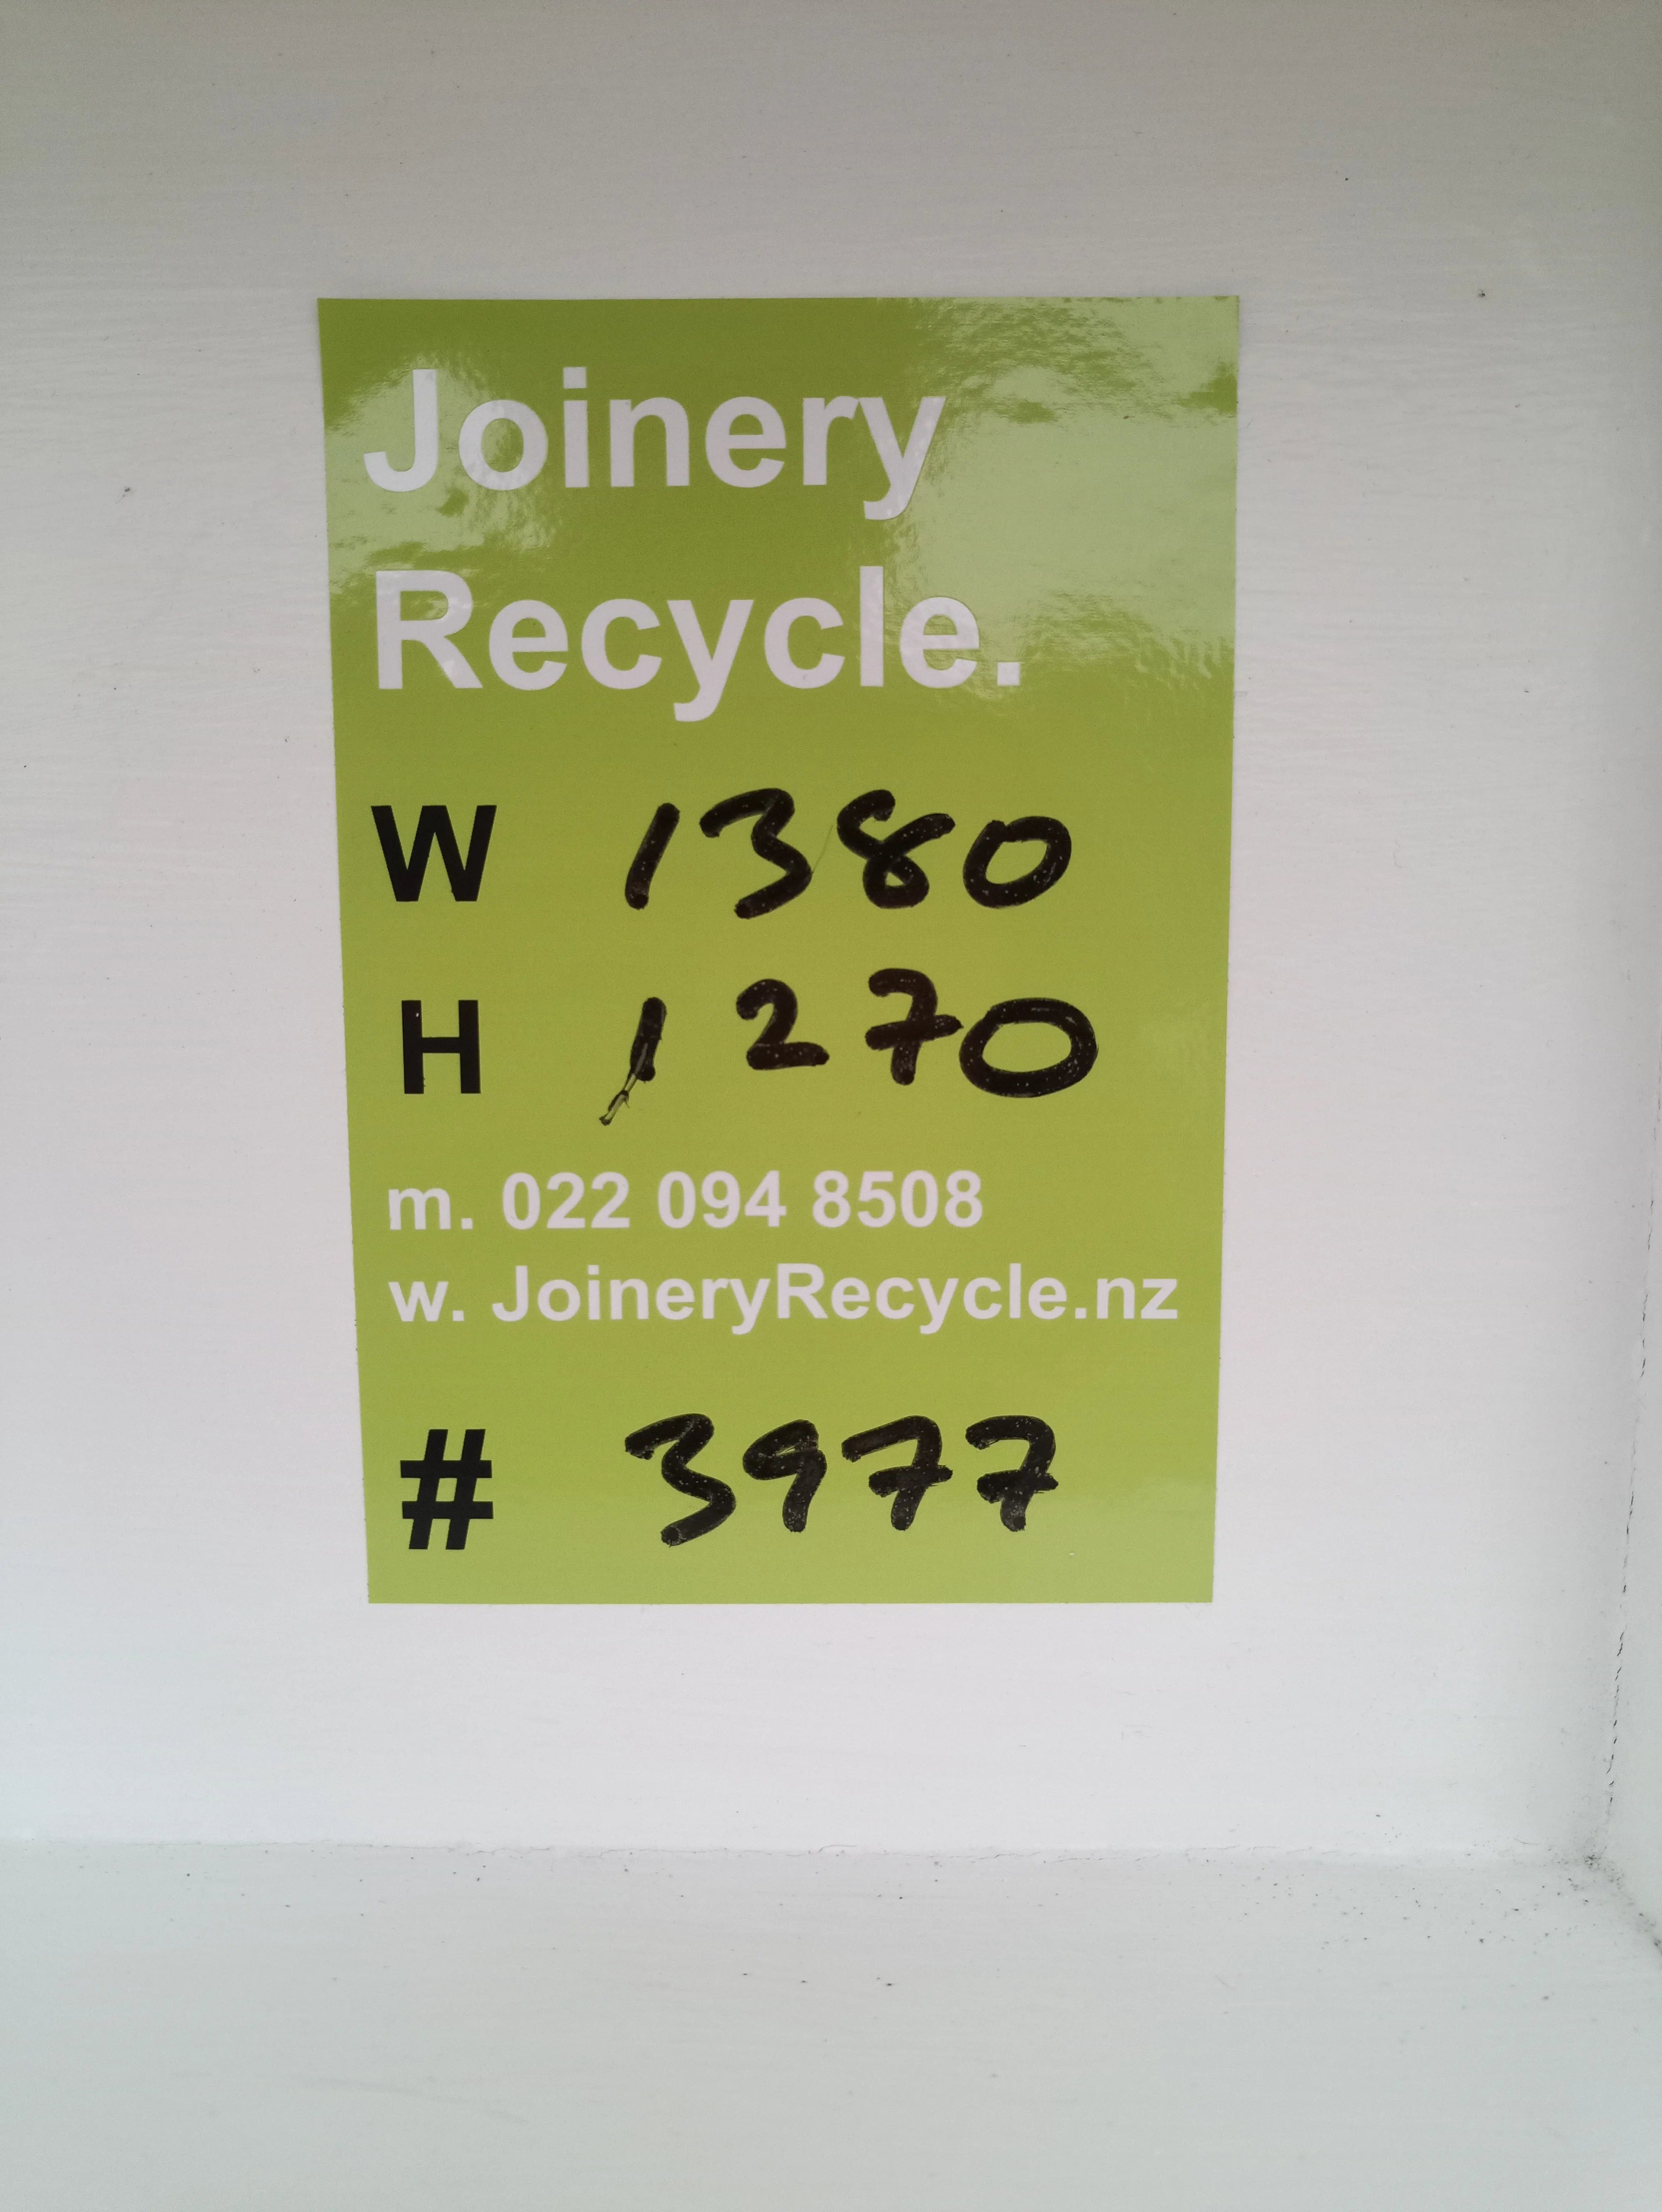 Joinery
Recycle.
W 1380
H 1270
m. 022 094 8508
w. JoineryRecycle.nz
# 3977